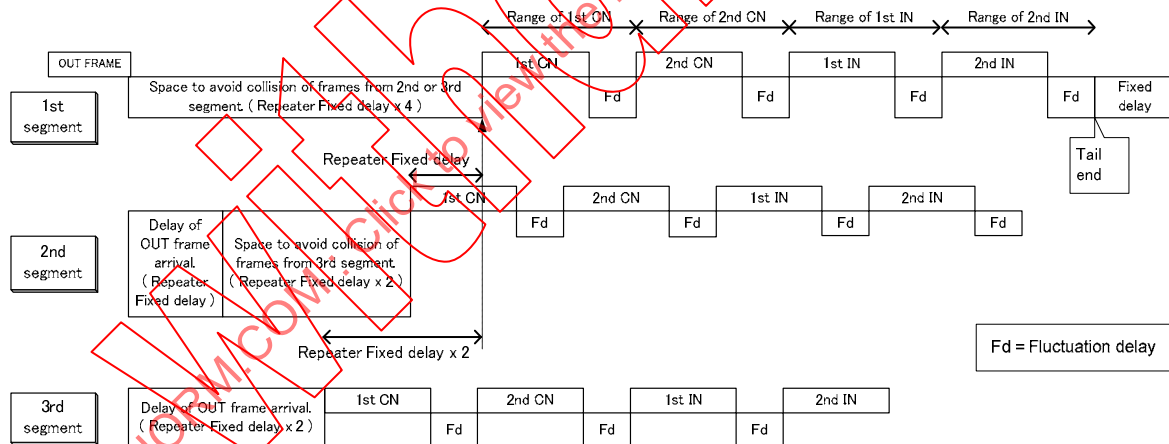 Range of 1st CN Range of 2nd CN Range of 1st IN Range of 2nd IN
OUT FRAME 1st CN 2nd CN 1st IN 2nd IN
1st
segment
Space to avoid collision of frames from 2nd or 3rd
segment. ( Repeater Fixed delay x 4 )
Fd Fd Fd Fd
Fixed
delay
Tail
end
Repeater Fixed delay
1st CN 2nd CN 1st IN 2nd IN
2nd
segment
Delay of
OUT frame
arrival.
( Repeater
Fixed delay )
Space to avoid collision of
frames from 3rd segment.
( Repeater Fixed delay x 2 )
Fd Fd Fd Fd
Repeater Fixed delay x 2
Fd = Fluctuation delay
3rd
segment
Delay of OUT frame arrival.
( Repeater Fixed delay x 2 )
1st CN 2nd CN 1st IN 2nd IN
Fd Fd Fd
NORM.COM : Click to view the